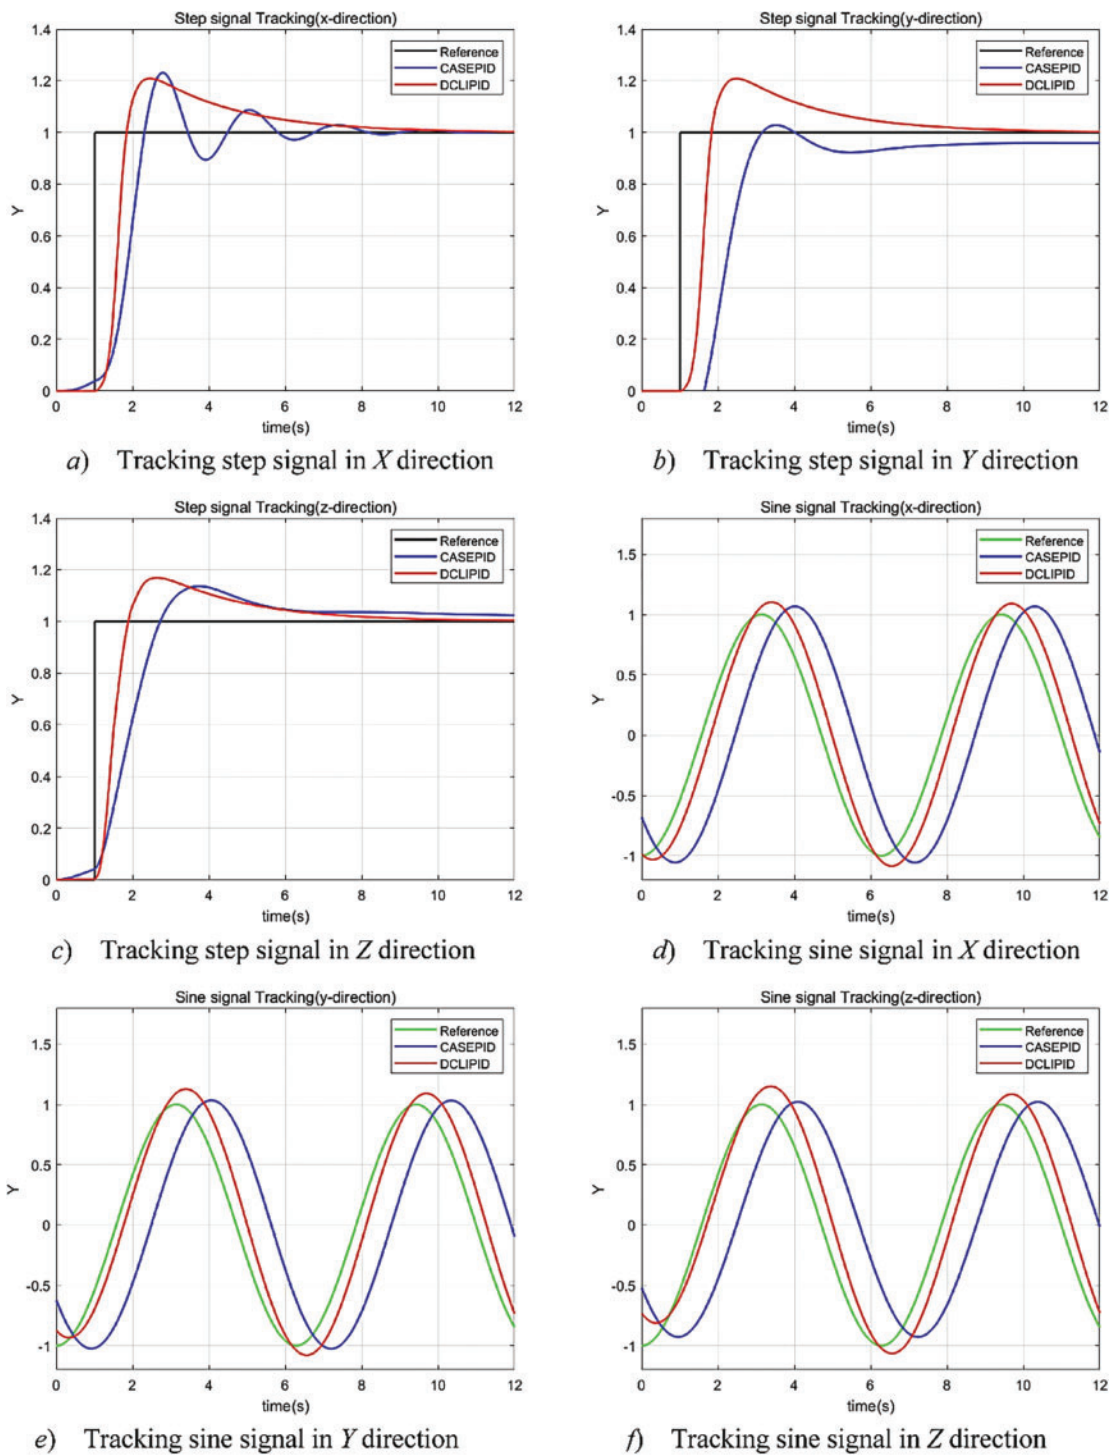 Step signal Tracking(x-direction)
1.4
1.2
1
0.8
0.6
0.4
0.2
0
Y
Reference
CASEPID
DCLIPID
0 2 4 6 8 10 12
time(s)
a) Tracking step signal in X direction
Step signal Tracking(y-direction)
1.4
1.2
1
0.8
0.6
0.4
0.2
0
Y
Reference
CASEPID
DCLIPID
0 2 4 6 8 10 12
time(s)
b) Tracking step signal in Y direction
Step signal Tracking(z-direction)
1.4
1.2
1
0.8
0.6
0.4
0.2
0
Y
Reference
CASEPID
DCLIPID
0 2 4 6 8 10 12
time(s)
c) Tracking step signal in Z direction
Sine signal Tracking(x-direction)
1.5
1
0.5
0
-0.5
-1
Y
Reference
CASEPID
DCLIPID
0 2 4 6 8 10 12
time(s)
d) Tracking sine signal in X direction
Sine signal Tracking(y-direction)
1.5
1
0.5
0
-0.5
-1
Y
Reference
CASEPID
DCLIPID
0 2 4 6 8 10 12
time(s)
e) Tracking sine signal in Y direction
Sine signal Tracking(z-direction)
1.5
1
0.5
0
-0.5
-1
Y
Reference
CASEPID
DCLIPID
0 2 4 6 8 10 12
time(s)
f) Tracking sine signal in Z direction